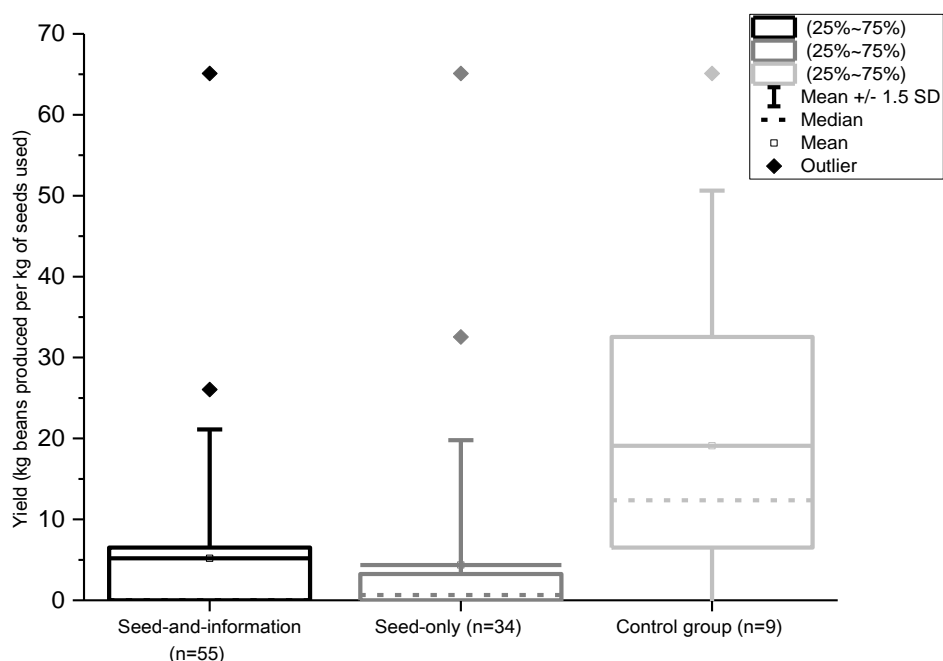 70
60
50
40
30
20
10
0
Yield (kg beans produced per kg of seeds used)
(25%~75%)
(25%~75%)
(25%~75%)
Mean +/- 1.5 SD
Median
Mean
Outlier
Seed-and-information
(n=55)
Seed-only (n=34)
Control group (n=9)